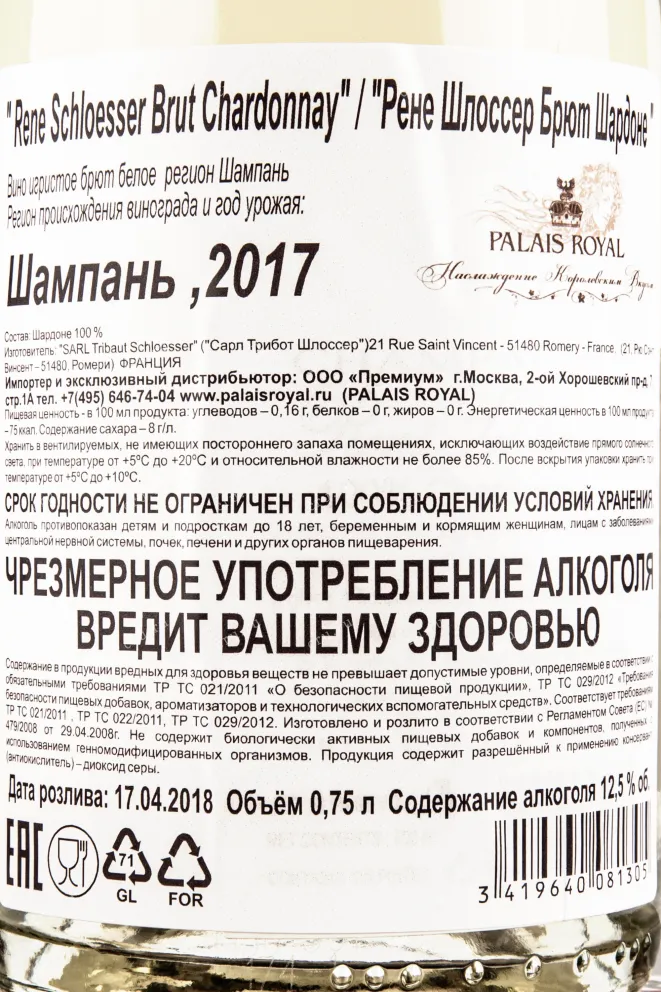 "Rene Schloesser Brut Chardonnay" / "Рене Шлоссер Брют Шардоне"
Вино игристое брют белое регион Шампань
Регион происхождения винограда и год урожая:
PALAIS ROYAL
Наслаждение Королевским Вкусом
Шампань ,2017
Состав: Шардоне 100 %
Изготовитель: "SARL Tribaut Schloesser" ("Сарл Трибот Шлоссер")21 Rue Saint Vincent - 51480 Romery - France. (21, Рю Сен
Винсент – 51480, Ромери) ФРАНЦИЯ
Импортер и эксклюзивный дистрибьютор: ООО «Премиум» г.Москва, 2-ой Хорошевский пр-д,
стр.1А тел. +7(495) 646-74-04 www.palaisroyal.ru (PALAIS ROYAL)
Пищевая ценность - в 100 мл продукта: углеводов – 0,16 г, белков – 0 г, жиров – 0 г. Энергетическая ценность в 100 мл продукта
–75 ккал. Содержание сахара – 8 г/л.
Хранить в вентилируемых, не имеющих постороннего запаха помещениях, исключающих воздействие прямого солнечного
света, при температуре от +5°С до +20°С и относительной влажности не более 85%. После вскрытия упаковки хранить при
температуре от +5°С до +10°С.
СРОК ГОДНОСТИ НЕ ОГРАНИЧЕН ПРИ СОБЛЮДЕНИИ УСЛОВИЙ ХРАНЕНИЯ
Алкоголь противопоказан детям и подросткам до 18 лет, беременным и кормящим женщинам, лицам с заболеваниями
центральной нервной системы, почек, печени и других органов пищеварения.
ЧРЕЗМЕРНОЕ УПОТРЕБЛЕНИЕ АЛКОГОЛЯ
ВРЕДИТ ВАШЕМУ ЗДОРОВЬЮ
Содержание в продукции вредных для здоровья веществ не превышает допустимые уровни, определяемые в соответствии с
обязательными требованиями ТР ТС 021/2011 «О безопасности пищевой продукции», ТР ТС 029/2012 «Требования
безопасности пищевых добавок, ароматизаторов и технологических вспомогательных средств». Соответствует требованиям
ТР ТС 021/2011 , ТР ТС 022/2011, ТР ТС 029/2012. Изготовлено и розлито в соответствии с Регламентом Совета (ЕС) №
479/2008 от 29.04.2008г. Не содержит биологически активных пищевых добавок и компонентов, полученных с
использованием генномодифицированных организмов. Продукция содержит разрешённый к применению консервант
(антиокислитель) – диоксид серы.
Дата розлива: 17.04.2018 Объём 0,75 л Содержание алкоголя 12,5 % об.
EAC
71
GL
FOR
3 419640 081305